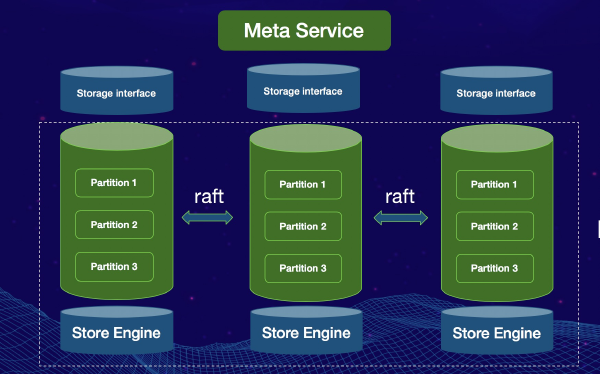 Meta Service
Storage interface
Storage interface
Storage interface
Partition 1
Partition 2
Partition 3
raft
Partition 1
Partition 2
Partition 3
raft
Partition 1
Partition 2
Partition 3
Store Engine
Store Engine
Store Engine